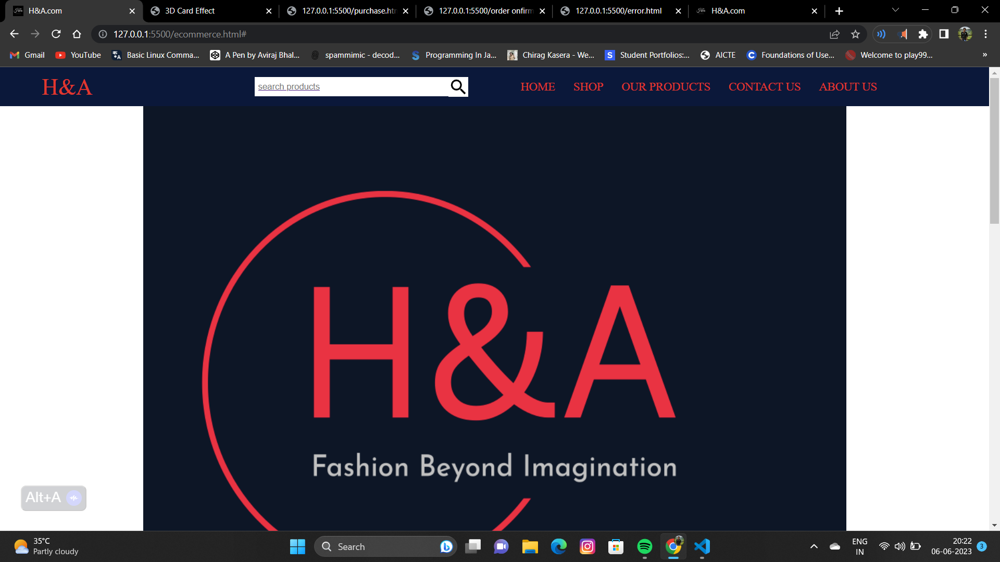 H&A.com
3D Card Effect
127.0.0.1:5500/purchase.htm
127.0.0.1:5500/order onfirm
127.0.0.1:5500/error.html
H&A.com
127.0.0.1:5500/ecommerce.html#
Gmail
YouTube
Basic Linux Comma...
A Pen by Aviraj Bhal...
spammimic - decod...
Programming In Ja...
Chirag Kasera - We...
S
Student Portfolios:...
AICTE
C
Foundations of Use...
Welcome to play99...
»
H&A
search products
HOME
SHOP
OUR PRODUCTS
CONTACT US
ABOUT US
H&A
Fashion Beyond Imagination
Alt+A
35°C
Partly cloudy
Search
ENG
IN
20:22
06-06-2023
3